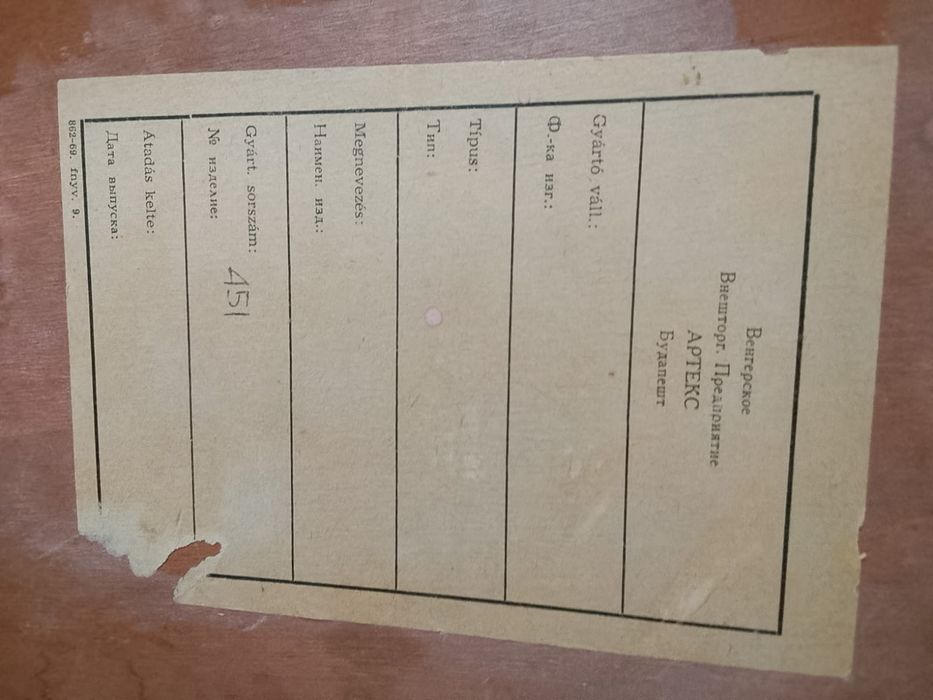 Венгерское
Внешторг. Предприятие
АРТЕКС
Будапешт
Gyártó váll.:
Ф.-ка изг.:
Típus:
Тип:
Megnevezés:
Наимен. изд.:
Gyárt. sorszám: 451
№ изделие:
Átadás kelte:
Дата выпуска:
862-69. fnyv. 9.